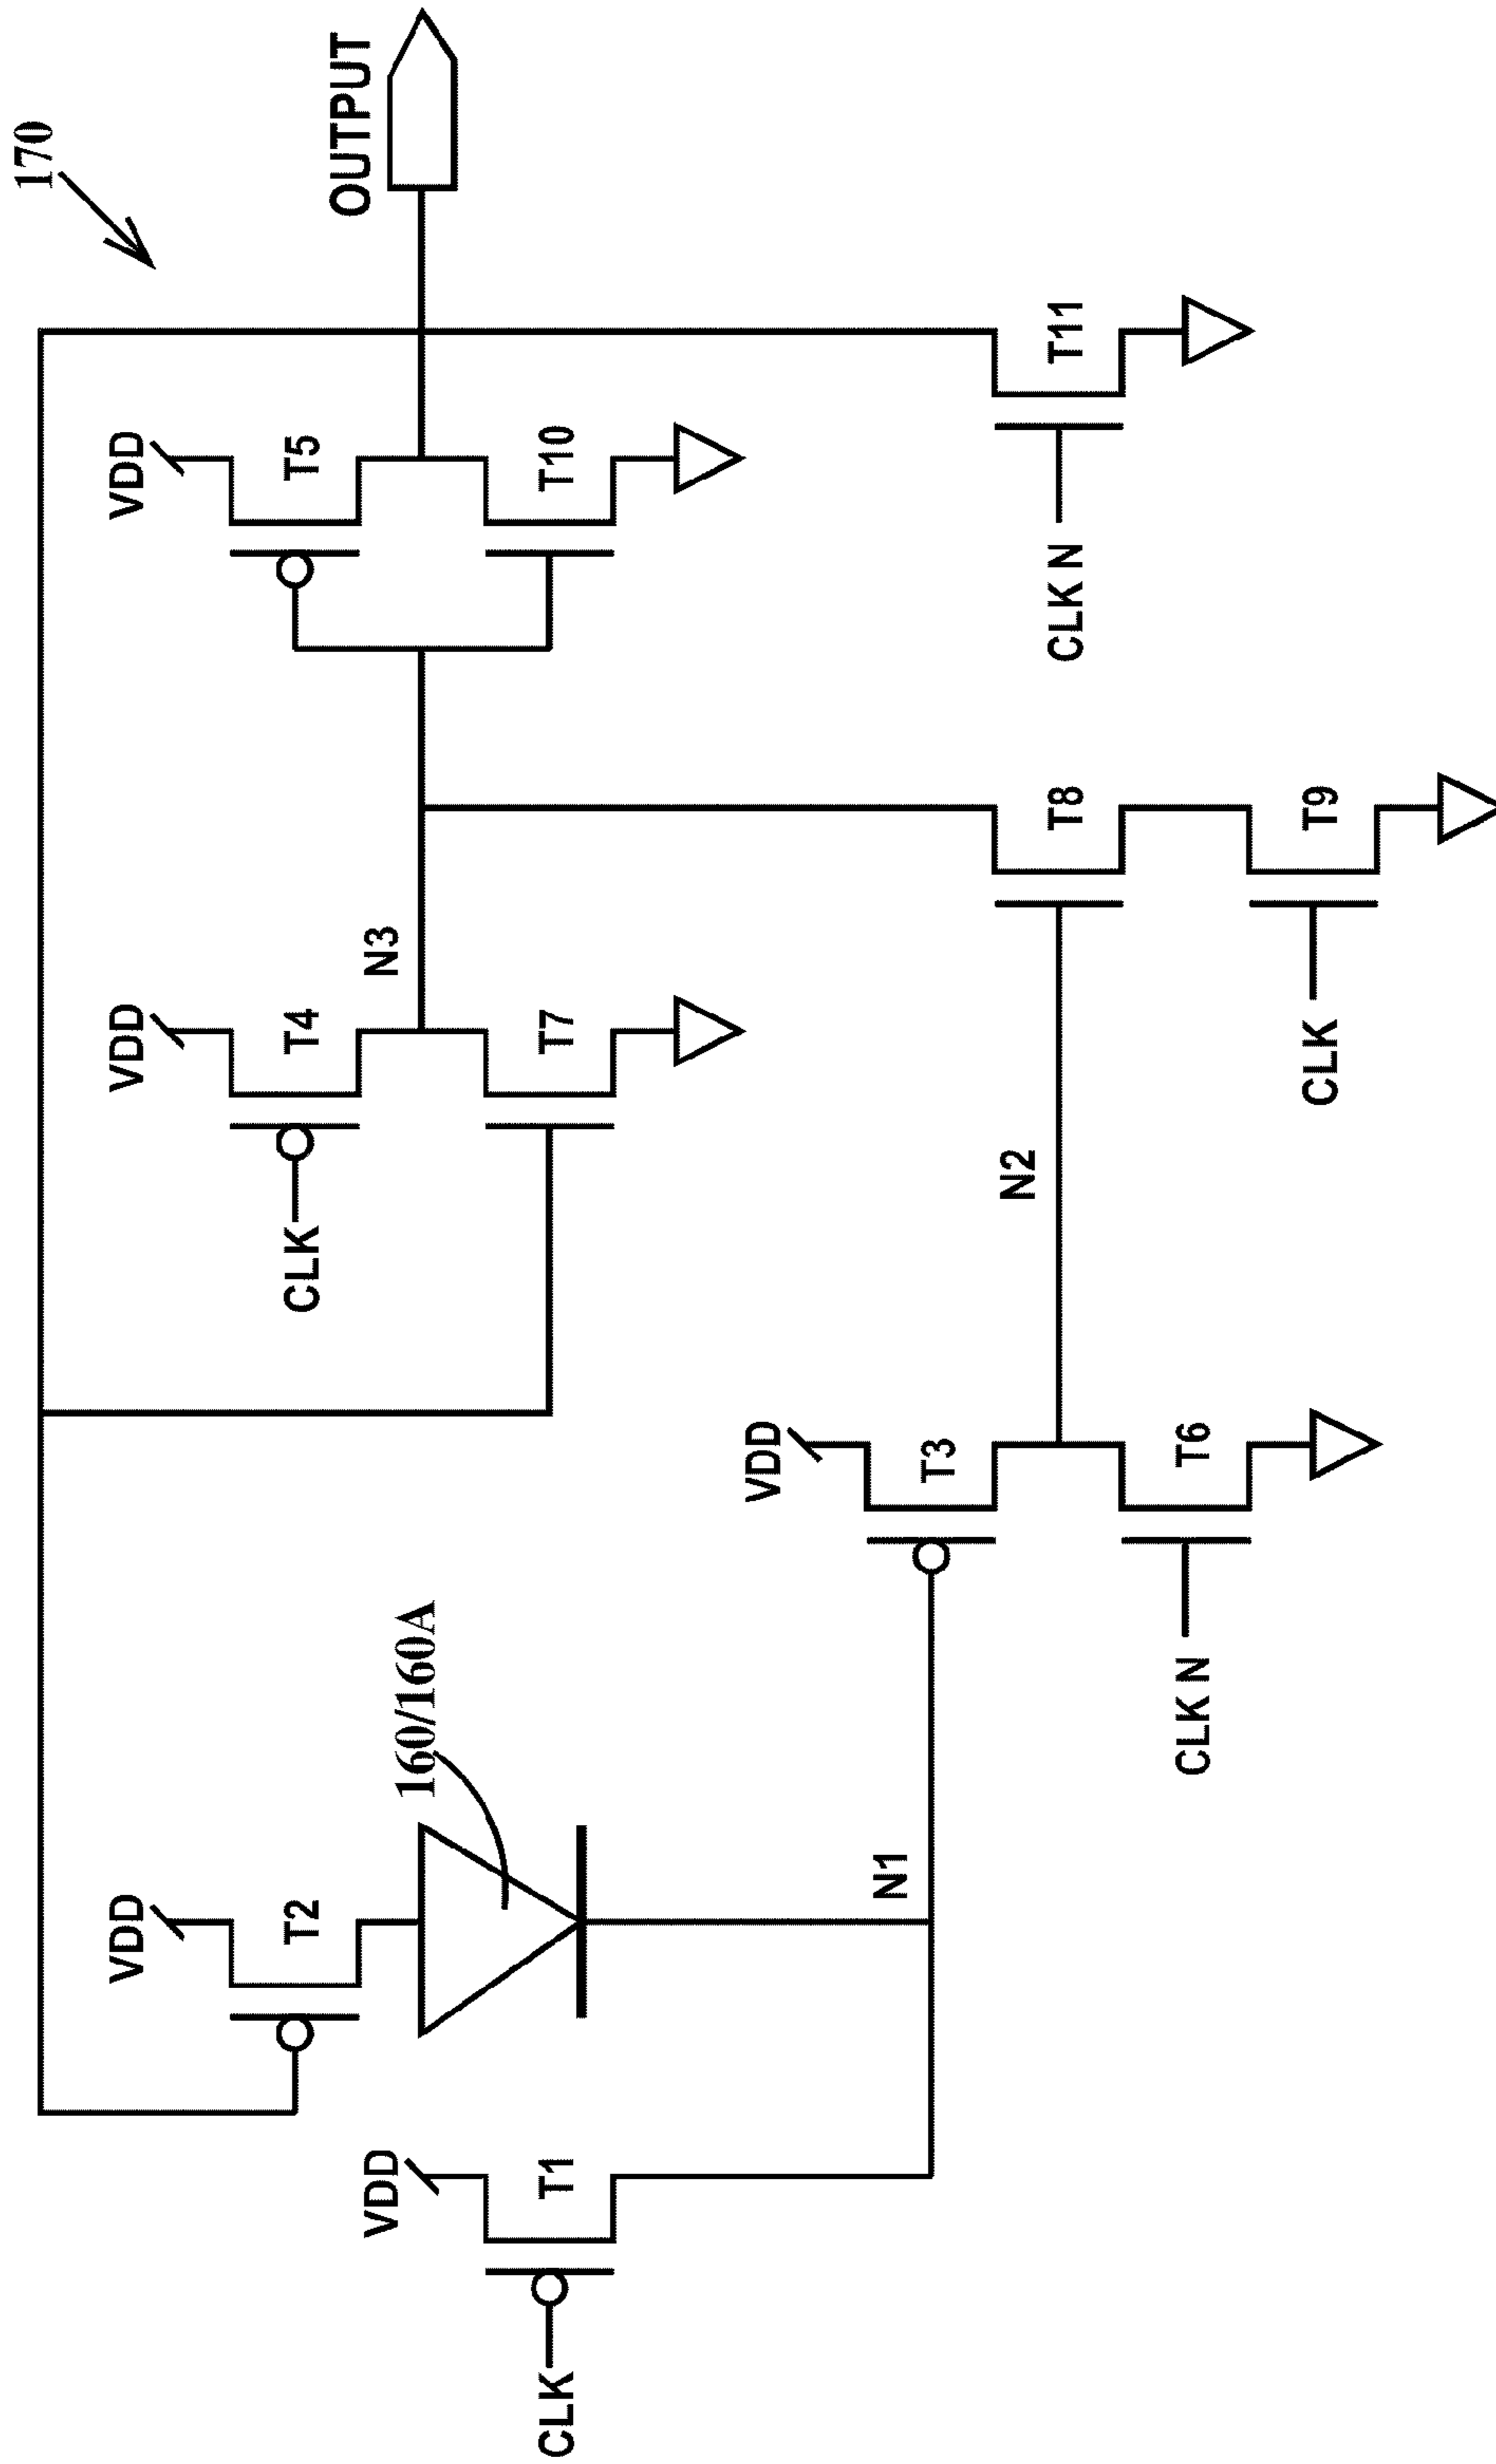 170
VDD
VDD
VDD
OUTPUT
T2
T4
T5
CLK
160/160A
VDD
N3
T1
T7
T10
CLK
VDD
N1
T3
N2
T8
T11
CLK N
CLK N
T6
T9
CLK